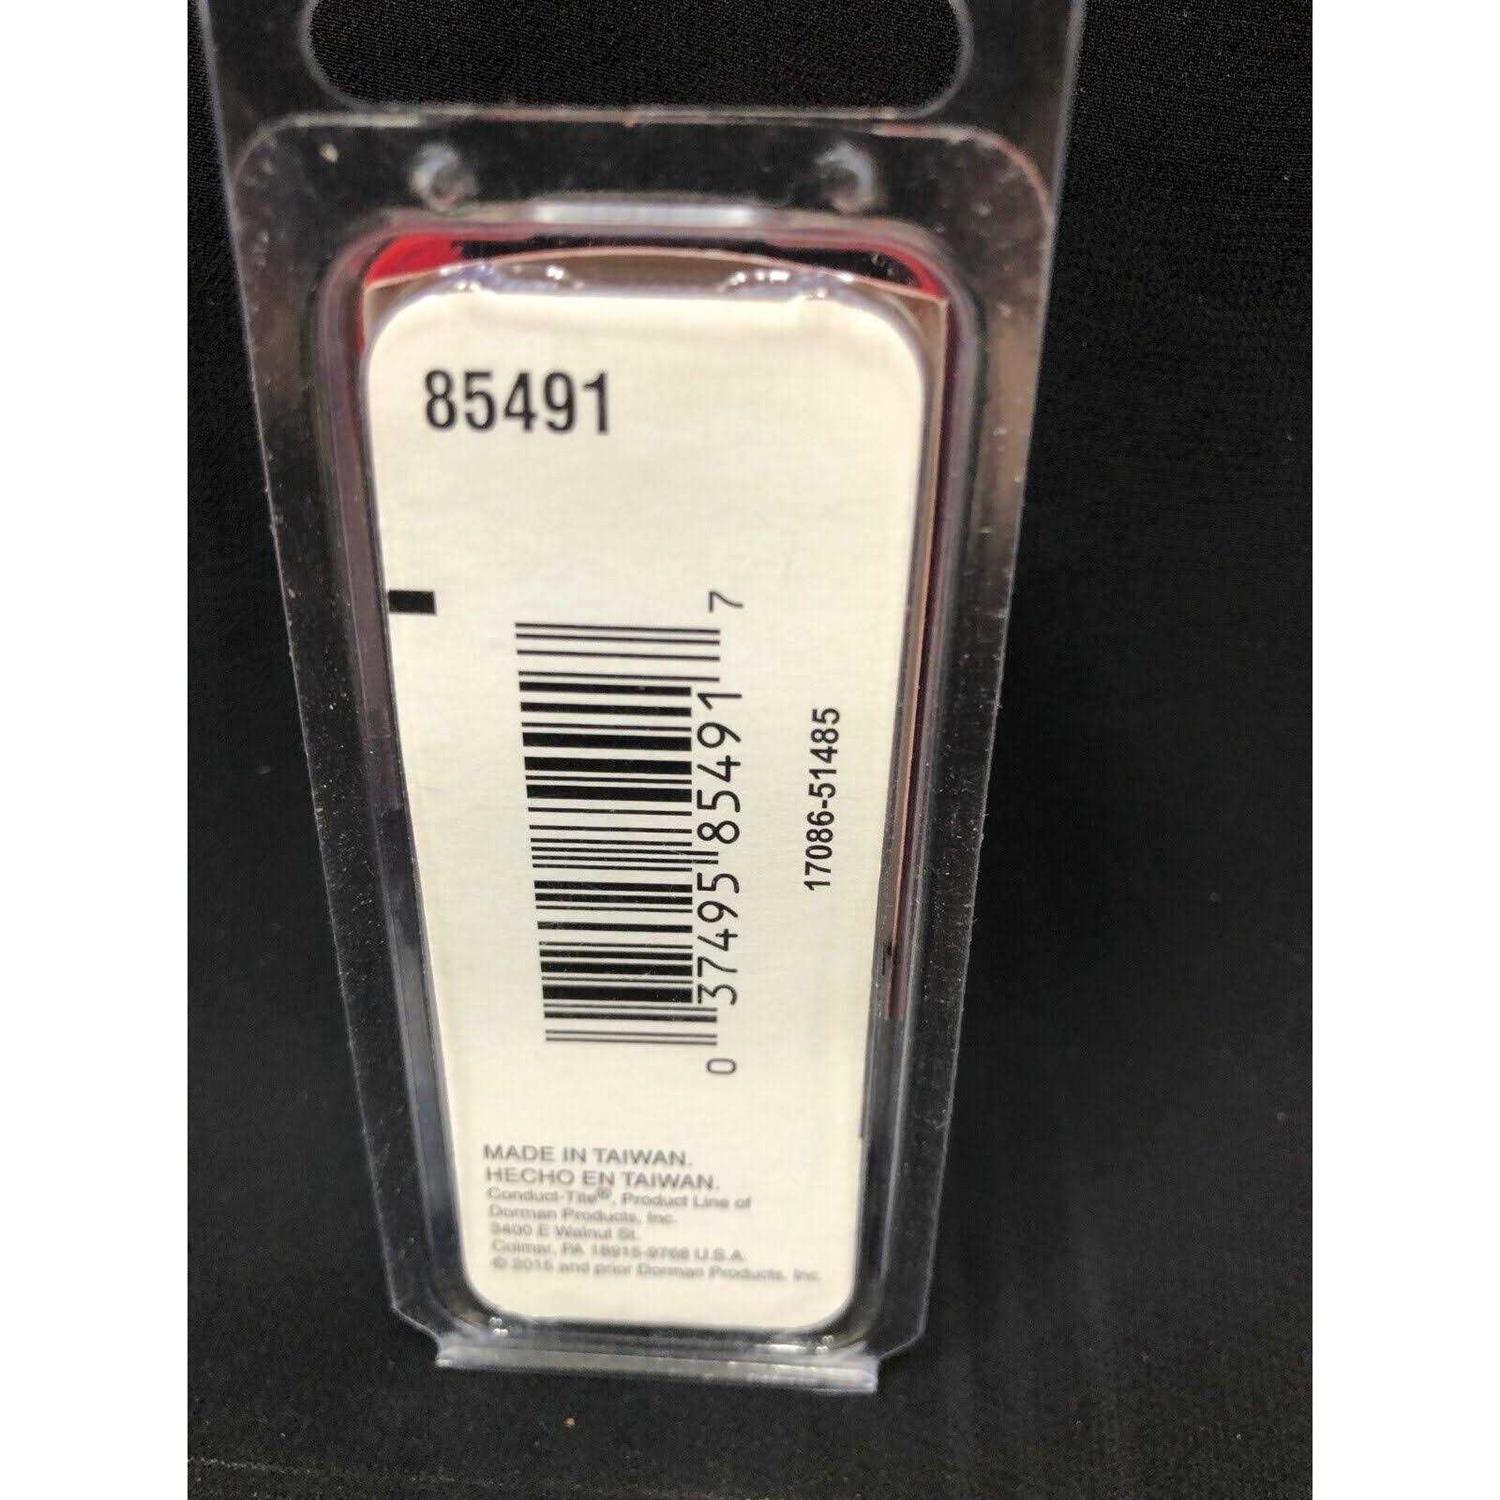 85491
0 37495 85491 7
17086-51485
MADE IN TAIWAN.
HECHO EN TAIWAN.
Conduct-Tite®, Product Line of
Dorman Products, Inc.
3400 E Walnut St.
Colmar, PA 18915-9768 U.S.A.
© 2015 and prior Dorman Products, Inc.